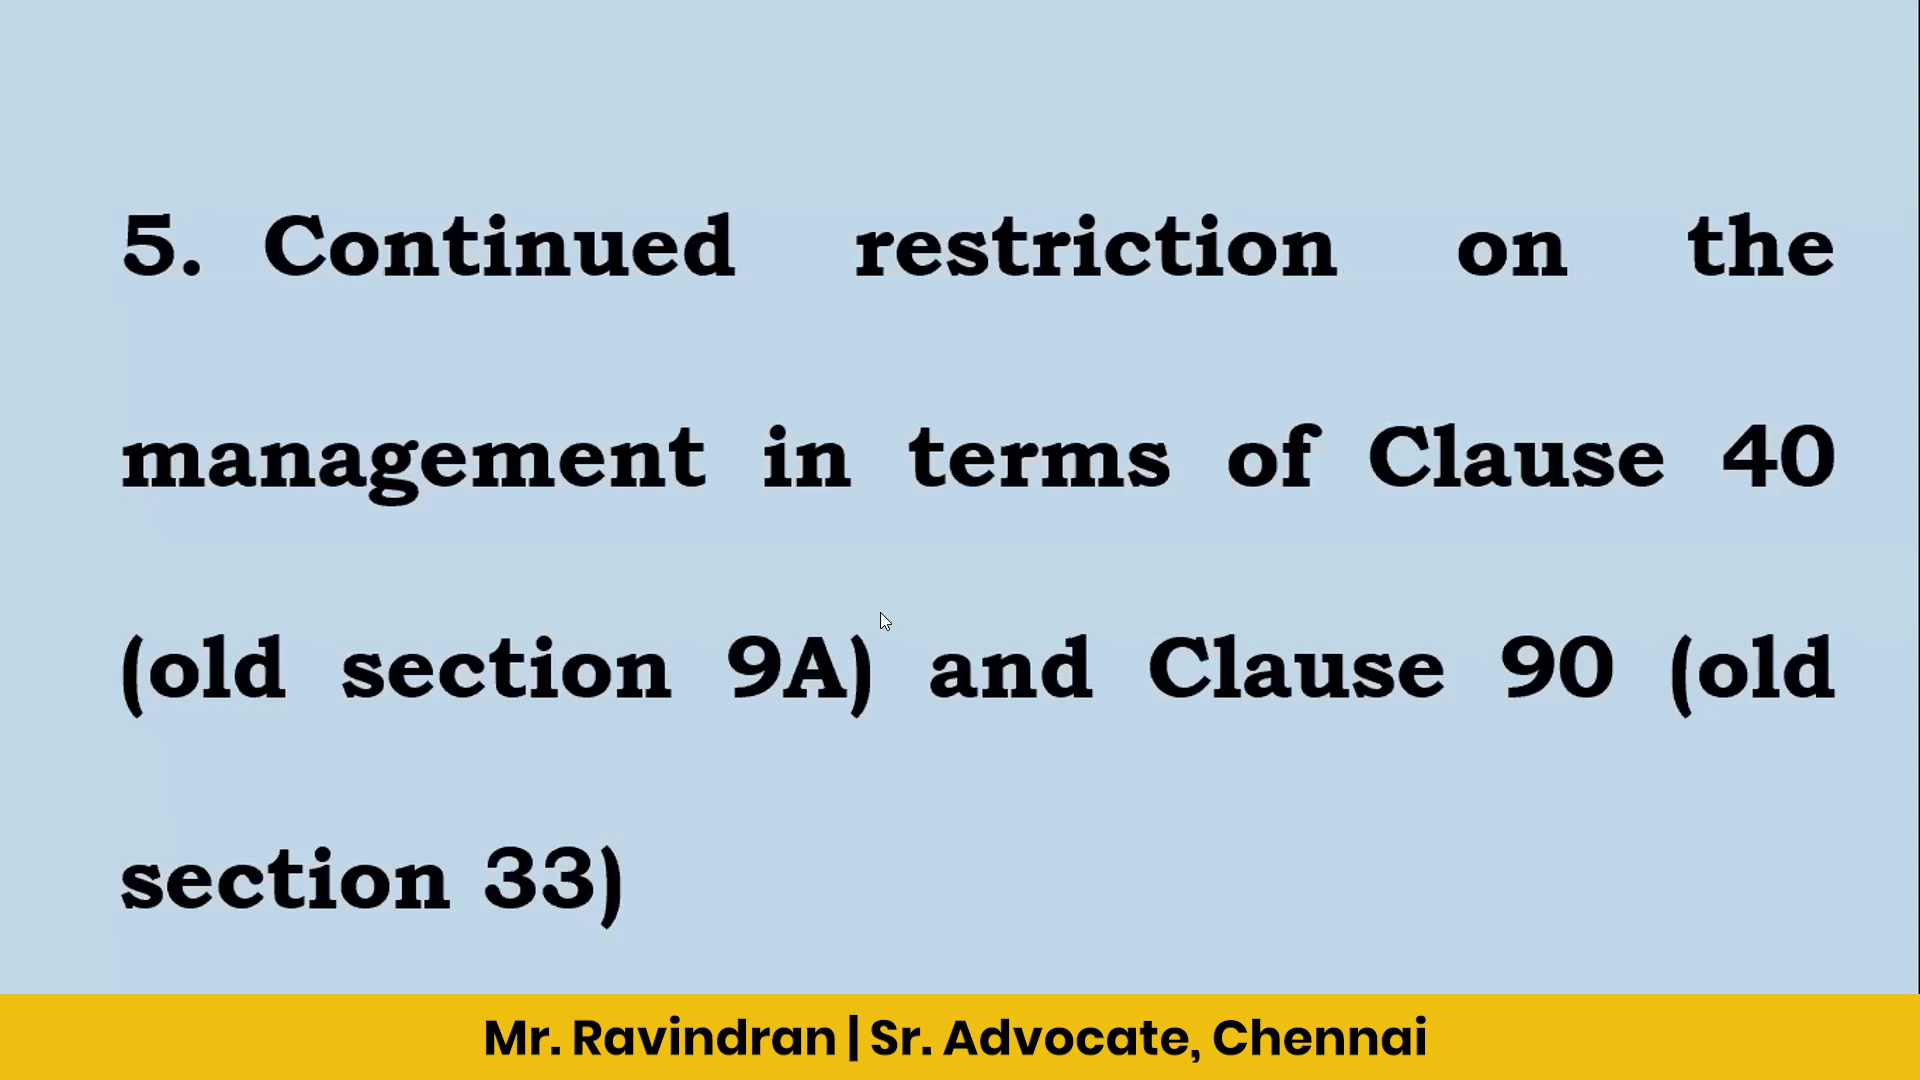 5. Continued restriction on the
management in terms of Clause 40
(old section 9A) and Clause 90 (old
section 33)
Mr. Ravindran | Sr. Advocate, Chennai